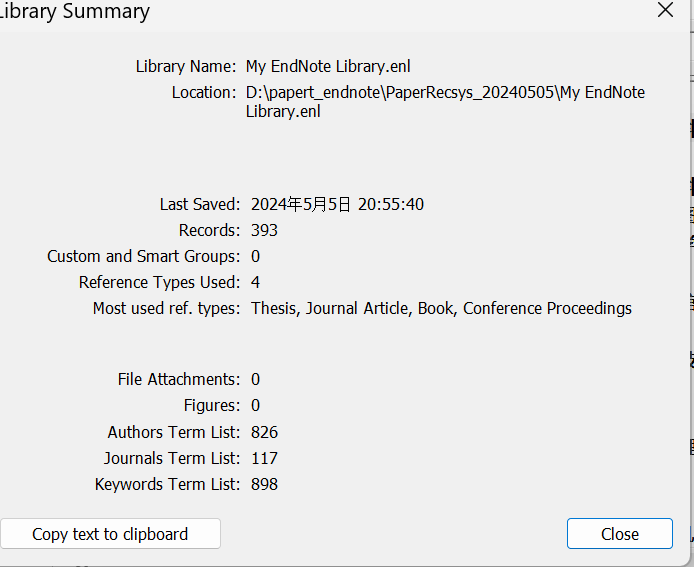 Library Summary
Library Name: My EndNote Library.enl
Location: D:\papert_endnote\PaperRecsys_20240505\My EndNote
Library.enl
Last Saved: 2024年5月5日 20:55:40
Records: 393
Custom and Smart Groups: 0
Reference Types Used: 4
Most used ref. types: Thesis, Journal Article, Book, Conference Proceedings
File Attachments: 0
Figures: 0
Authors Term List: 826
Journals Term List: 117
Keywords Term List: 898
Copy text to clipboard
Close